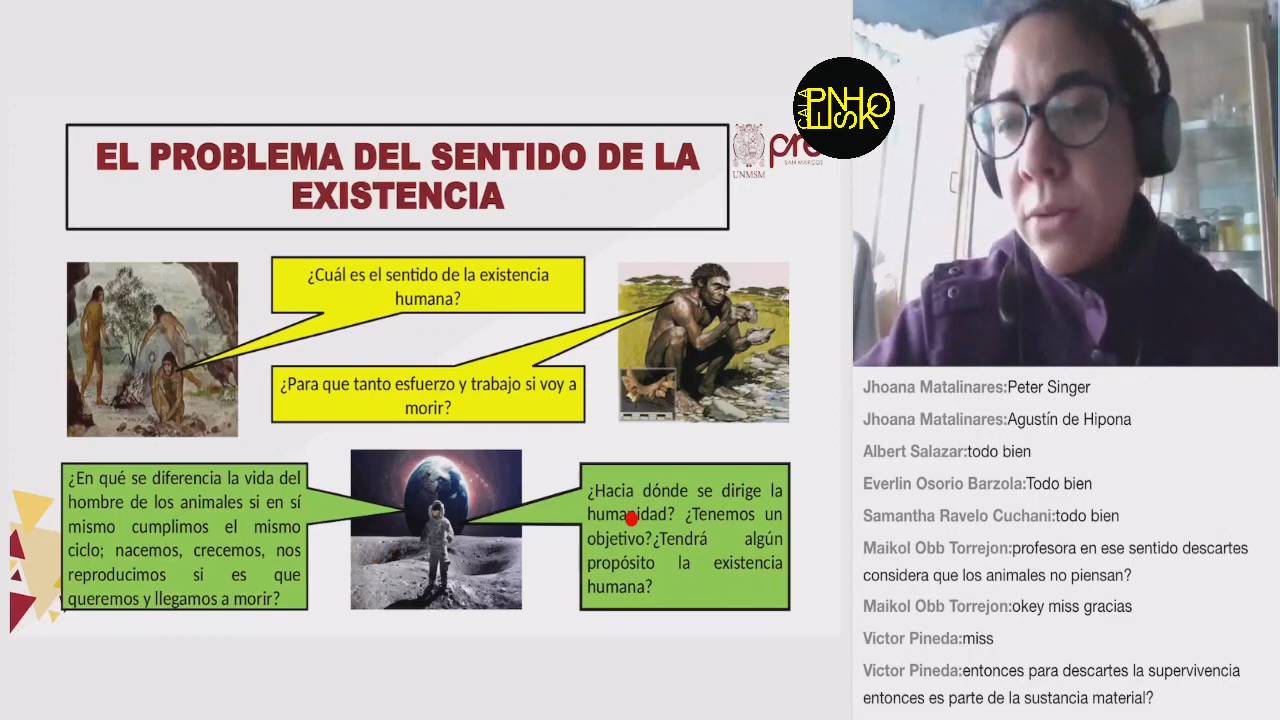 EL PROBLEMA DEL SENTIDO DE LA
EXISTENCIA
UNMSM
pre
SAN MARCOS
CALA
PEN
HO
SK
¿Cuál es el sentido de la existencia
humana?
¿Para que tanto esfuerzo y trabajo si voy a
morir?
¿En qué se diferencia la vida del
hombre de los animales si en sí
mismo cumplimos el mismo
ciclo; nacemos, crecemos, nos
reproducimos si es que
queremos y llegamos a morir?
¿Hacia dónde se dirige la
humanidad? ¿Tenemos un
objetivo?¿Tendrá algún
propósito la existencia
humana?
Jhoana Matalinares:Peter Singer
Jhoana Matalinares:Agustín de Hipona
Albert Salazar:todo bien
Everlin Osorio Barzola:Todo bien
Samantha Ravelo Cuchani:todo bien
Maikol Obb Torrejon:profesora en ese sentido descartes
considera que los animales no piensan?
Maikol Obb Torrejon:okey miss gracias
Victor Pineda:miss
Victor Pineda:entonces para descartes la supervivencia
entonces es parte de la sustancia material?